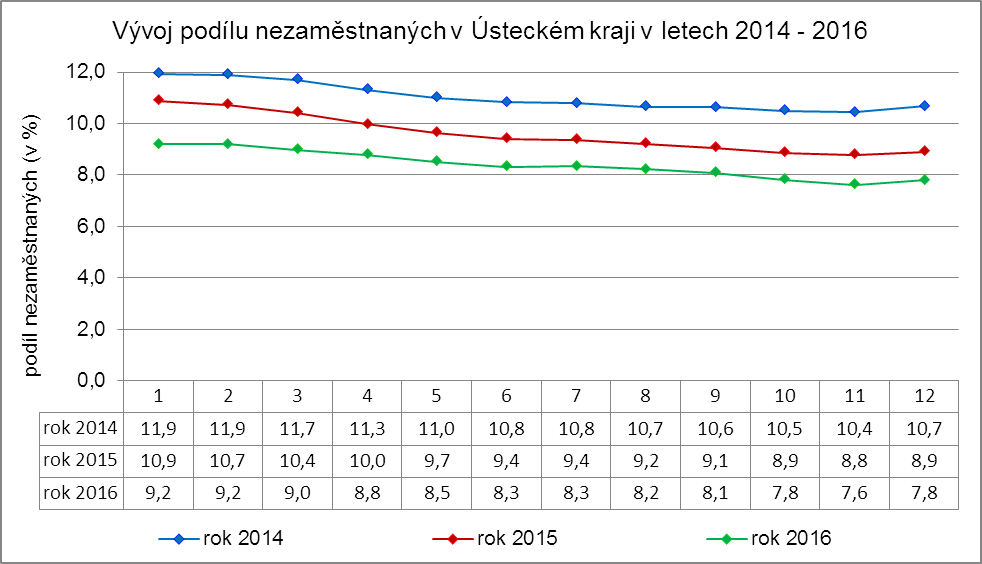 Vývoj podílu nezaměstnaných v Ústeckém kraji v letech 2014 - 2016
podíl nezaměstnaných (v %)
12,0
10,0
8,0
6,0
4,0
2,0
0,0
1 2 3 4 5 6 7 8 9 10 11 12
rok 2014 11,9 11,9 11,7 11,3 11,0 10,8 10,8 10,7 10,6 10,5 10,4 10,7
rok 2015 10,9 10,7 10,4 10,0 9,7 9,4 9,4 9,2 9,1 8,9 8,8 8,9
rok 2016 9,2 9,2 9,0 8,8 8,5 8,3 8,3 8,2 8,1 7,8 7,6 7,8
rok 2014 rok 2015 rok 2016